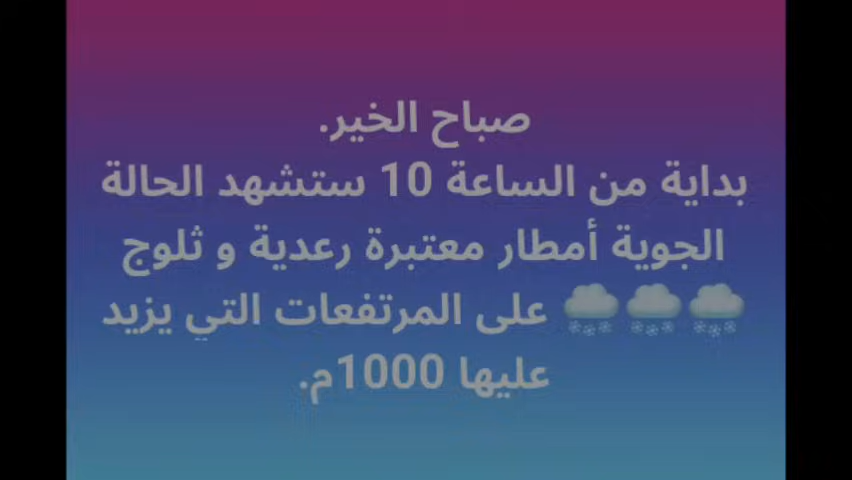 صباح الخير.
بداية من الساعة 10 ستشهد الحالة
الجوية أمطار معتبرة رعدية و ثلوج
🌨️🌨️🌨️ على المرتفعات التي يزيد
عليها 1000م.